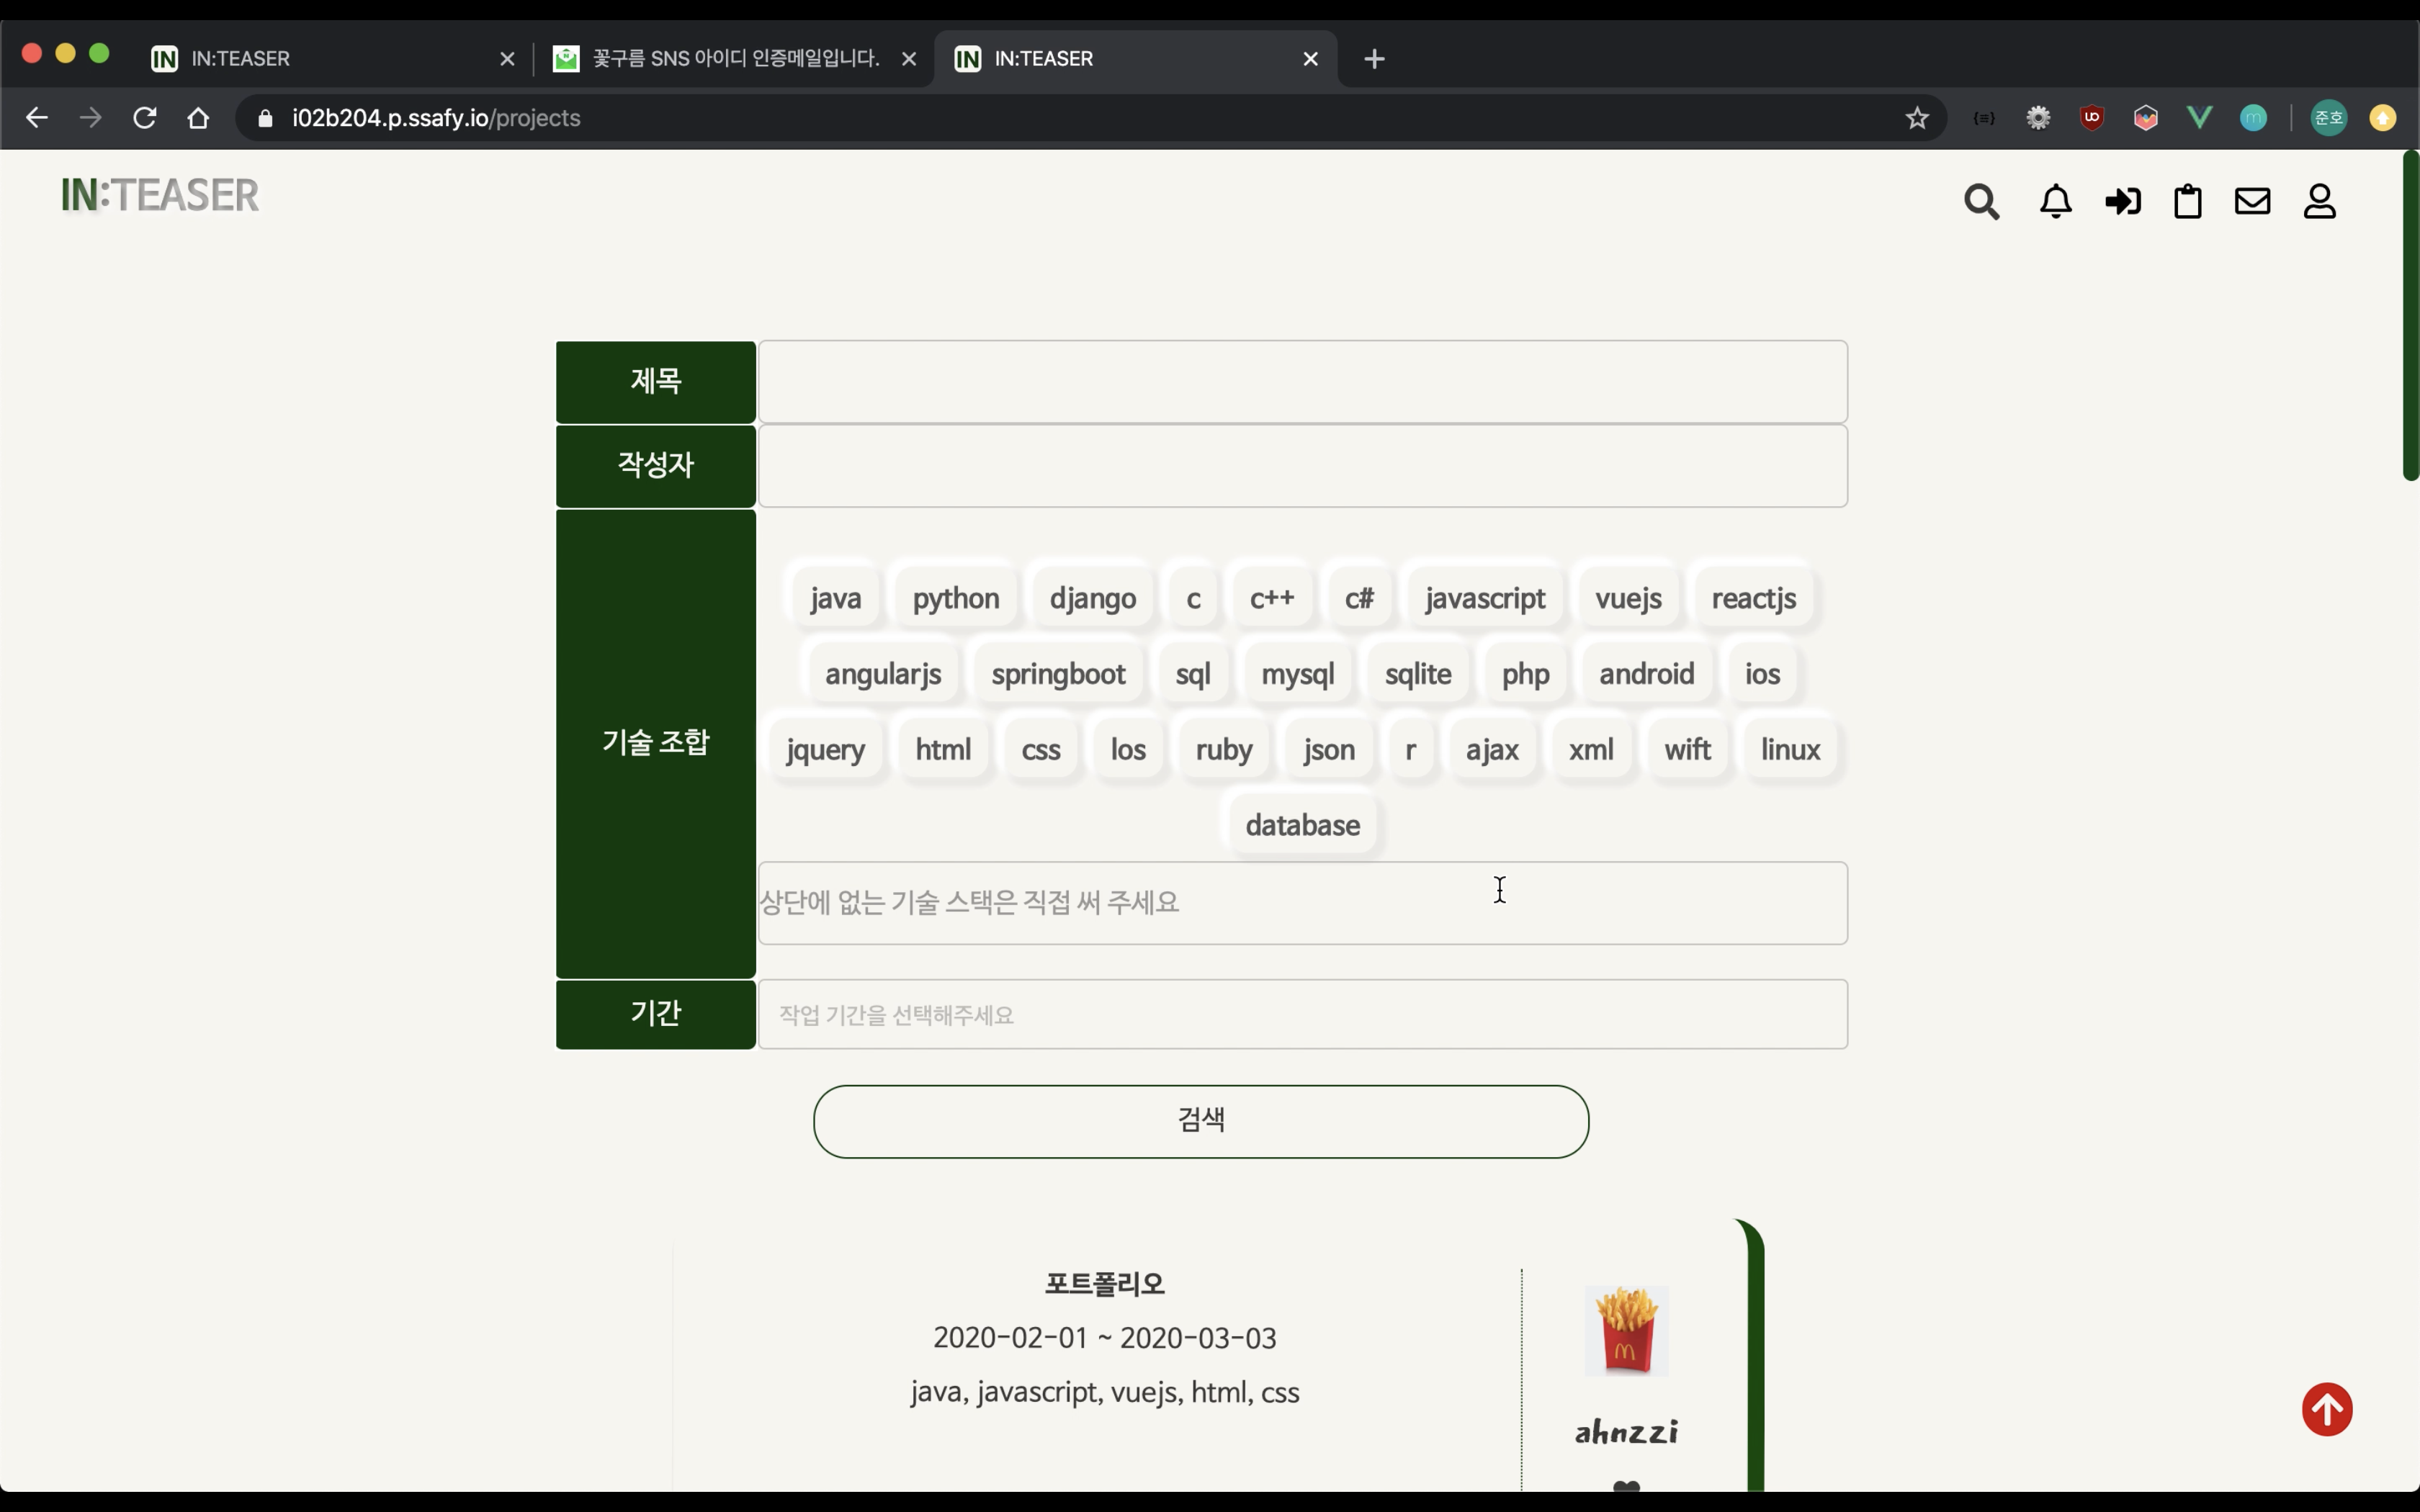 IN IN:TEASER
꽃구름 SNS 아이디 인증메일입니다.
IN IN:TEASER
i02b204.p.ssafy.io/projects
준호
IN:TEASER
제목
작성자
기술 조합
java python django c c++ c# javascript vuejs reactjs
angularjs springboot sql mysql sqlite php android ios
jquery html css los ruby json r ajax xml wift linux
database
상단에 없는 기술 스택은 직접 써 주세요
기간
작업 기간을 선택해주세요
검색
포트폴리오
2020-02-01 ~ 2020-03-03
java, javascript, vuejs, html, css
ahnzzi